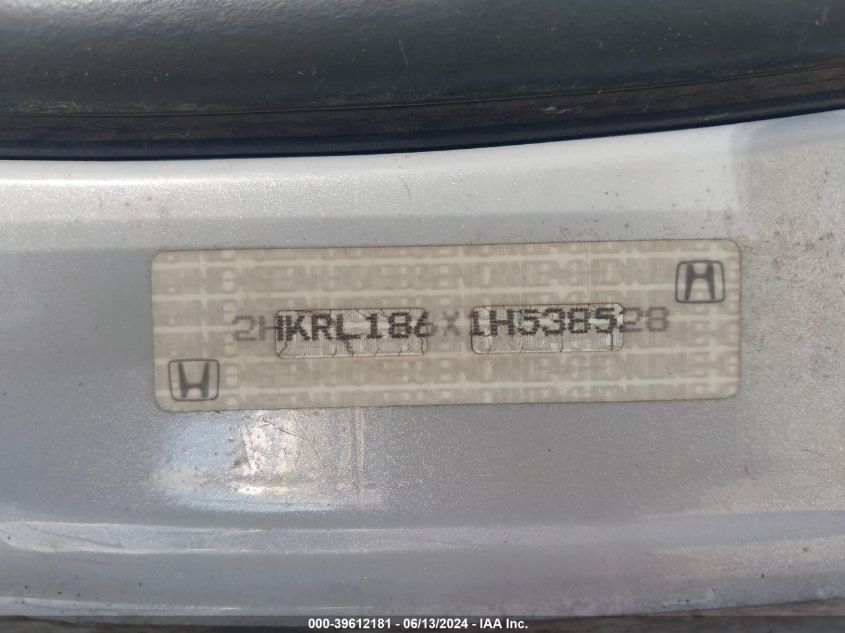 2HKRL186X1H538528
000-39612181 - 06/13/2024 - IAA Inc.